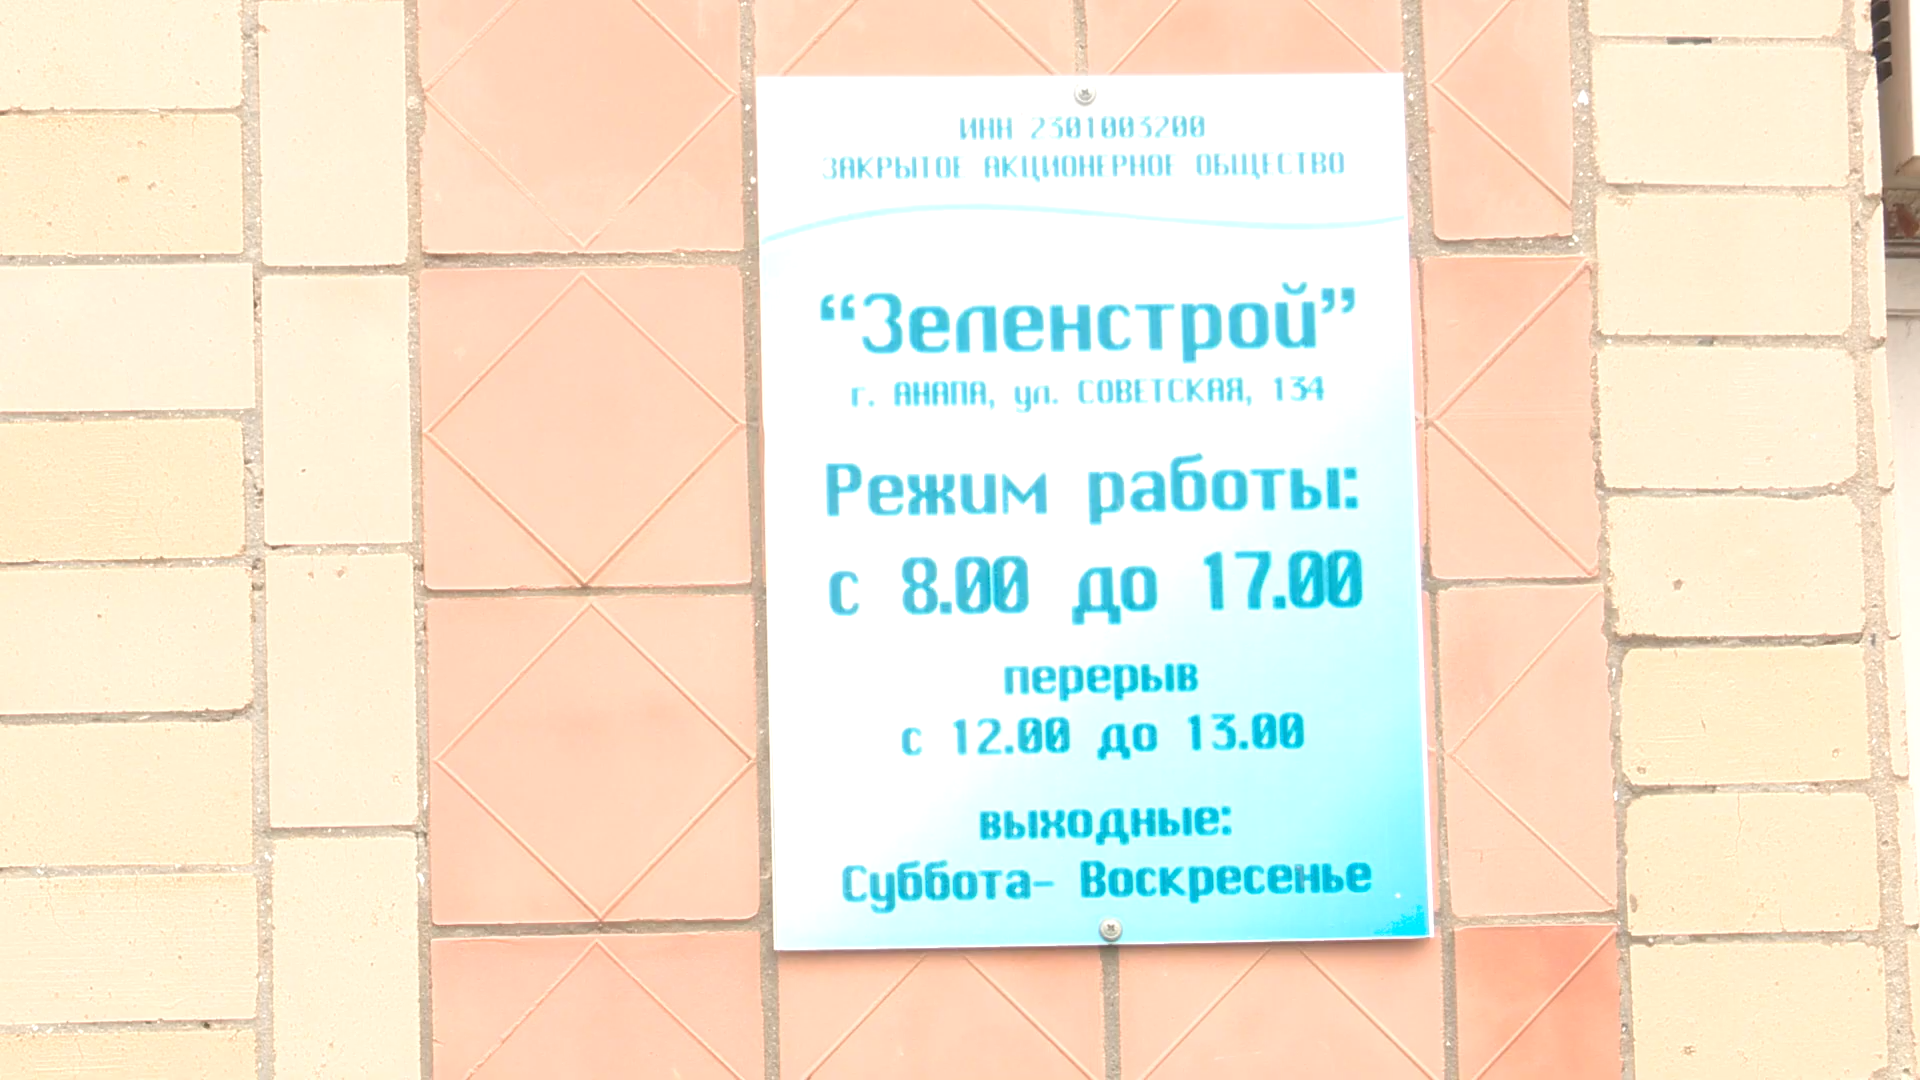 ИНН 2301003200
ЗАКРЫТОЕ АКЦИОНЕРНОЕ ОБЩЕСТВО
“Зеленстрой”
г. АНАПА, ул. СОВЕТСКАЯ, 134
Режим работы:
с 8.00 до 17.00
перерыв
с 12.00 до 13.00
выходные:
Суббота- Воскресенье